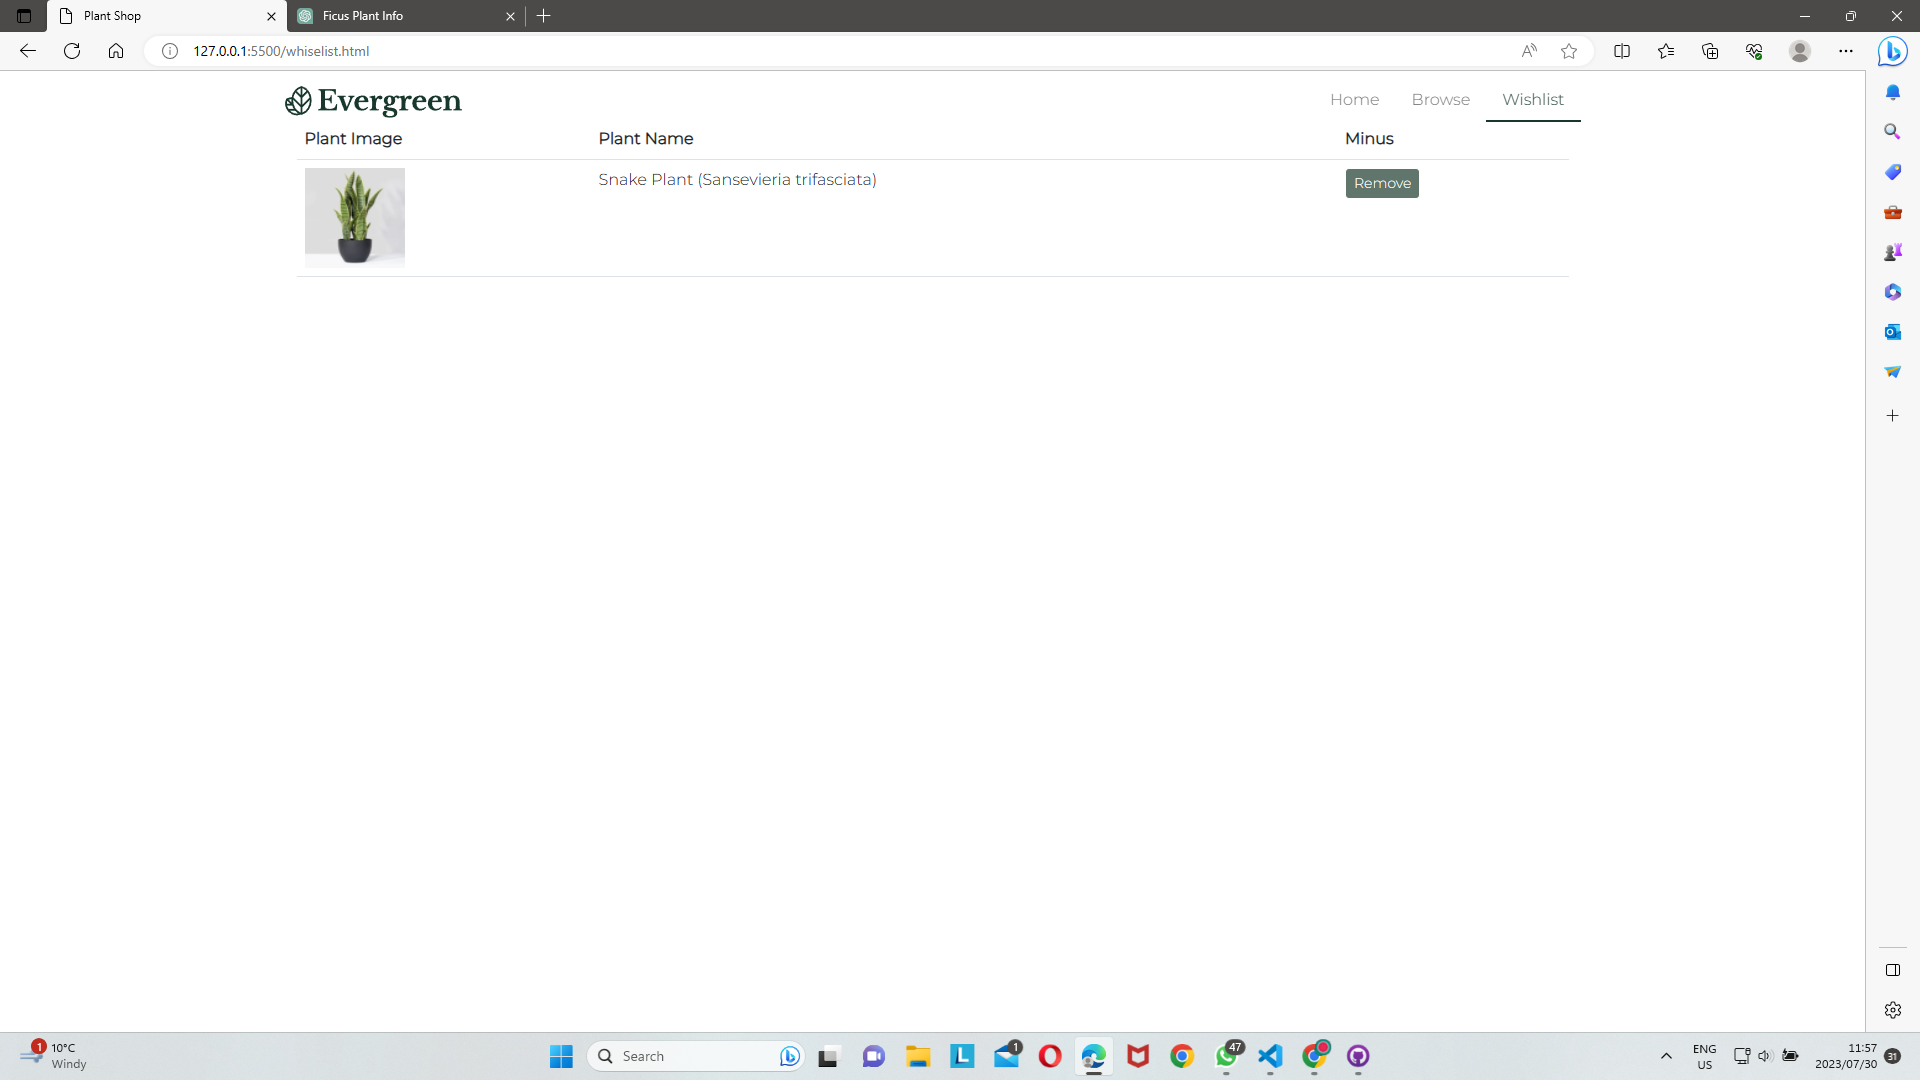 Plant Shop
Ficus Plant Info
127.0.0.1:5500/whiselist.html
Evergreen
Home
Browse
Wishlist
Plant Image
Plant Name
Minus
Snake Plant (Sansevieria trifasciata)
Remove
1
10°C
Windy
Search
L
1
47
ENG
US
11:57
2023/07/30
31